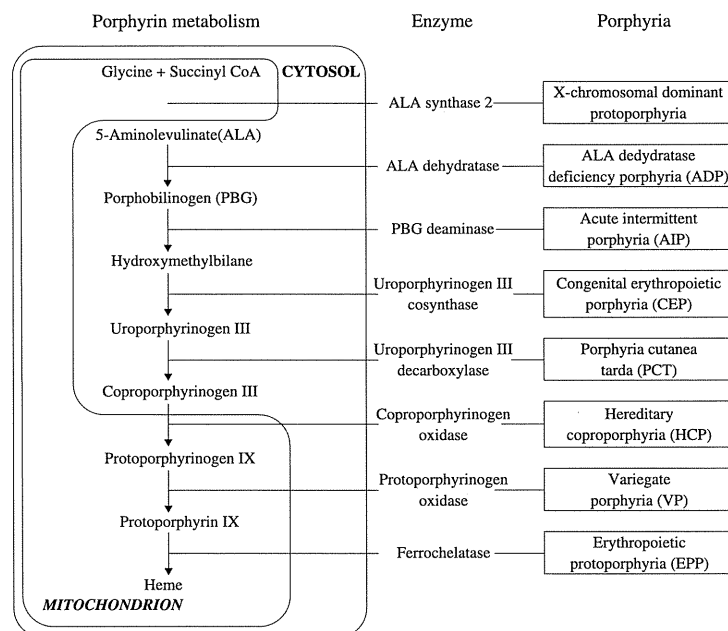 Porphyrin metabolism
Enzyme
Porphyria
Glycine + Succinyl CoA
CYTOSOL
ALA synthase 2
X-chromosomal dominant
protoporphyria
5-Aminolevulinate(ALA)
ALA dehydratase
ALA dedydratase
deficiency porphyria (ADP)
Porphobilinogen (PBG)
PBG deaminase
Acute intermittent
porphyria (AIP)
Hydroxymethylbilane
Uroporphyrinogen III
cosynthase
Congenital erythropoietic
porphyria (CEP)
Uroporphyrinogen III
Uroporphyrinogen III
decarboxylase
Porphyria cutanea
tarda (PCT)
Coproporphyrinogen III
Coproporphyrinogen
oxidase
Hereditary
coproporphyria (HCP)
Protoporphyrinogen IX
Protoporphyrinogen
oxidase
Variegate
porphyria (VP)
Protoporphyrin IX
Ferrochelatase
Erythropoietic
protoporphyria (EPP)
Heme
MITOCHONDRION